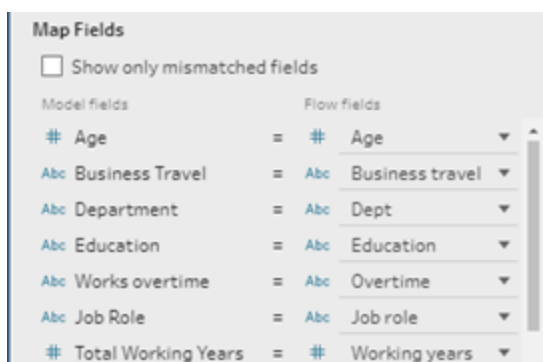 Map Fields
Show only mismatched fields
Model fields Flow fields
# Age = # Age
Abc Business Travel = Abc Business travel
Abc Department = Abc Dept
Abc Education = Abc Education
Abc Works overtime = Abc Overtime
Abc Job Role = Abc Job role
# Total Working Years = # Working years